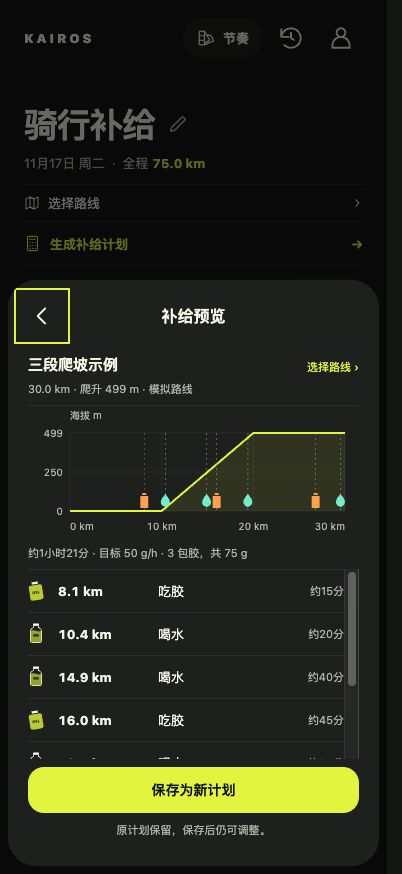 KAIROS
节奏
骑行补给
11月17日 周二 · 全程 75.0 km
选择路线
生成补给计划
补给预览
三段爬坡示例
选择路线 ›
30.0 km · 爬升 499 m · 模拟路线
海拔 m
499
250
0
0 km 10 km 20 km 30 km
约1小时21分 · 目标 50 g/h · 3 包胶，共 75 g
8.1 km 吃胶 约15分
10.4 km 喝水 约20分
14.9 km 喝水 约40分
16.0 km 吃胶 约45分
保存为新计划
原计划保留，保存后仍可调整。